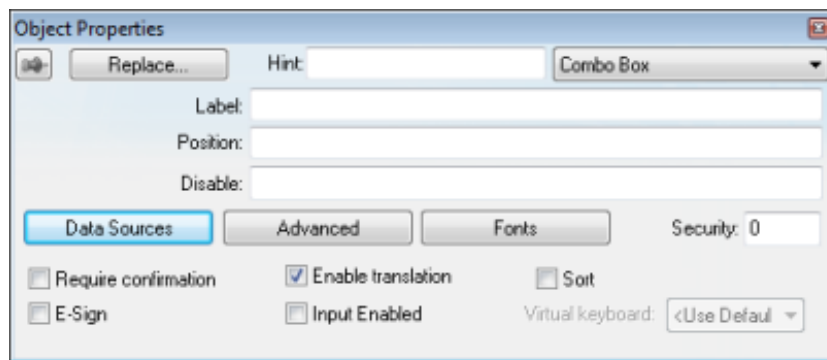 Object Properties
Replace... Hint: Combo Box
Label:
Position:
Disable:
Data Sources Advanced Fonts Security: 0
Require confirmation Enable translation Sort
E-Sign Input Enabled Virtual keyboard: <Use Defaul